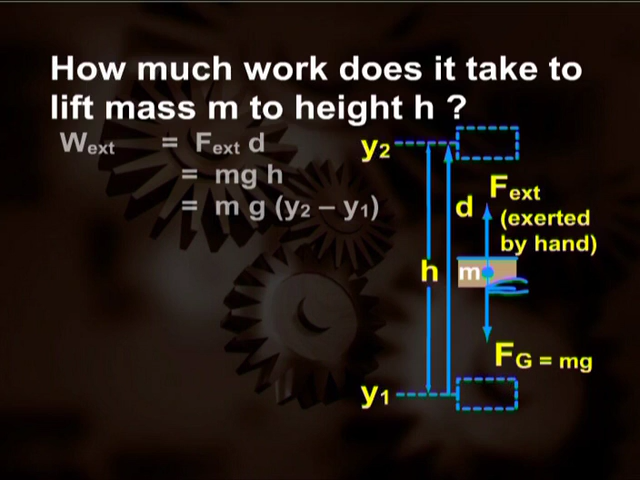 How much work does it take to
lift mass m to height h ?
Wext = Fext d
= mg h
= m g (y2 – y1)
y2
d
Fext
(exerted
by hand)
h
m
FG = mg
y1